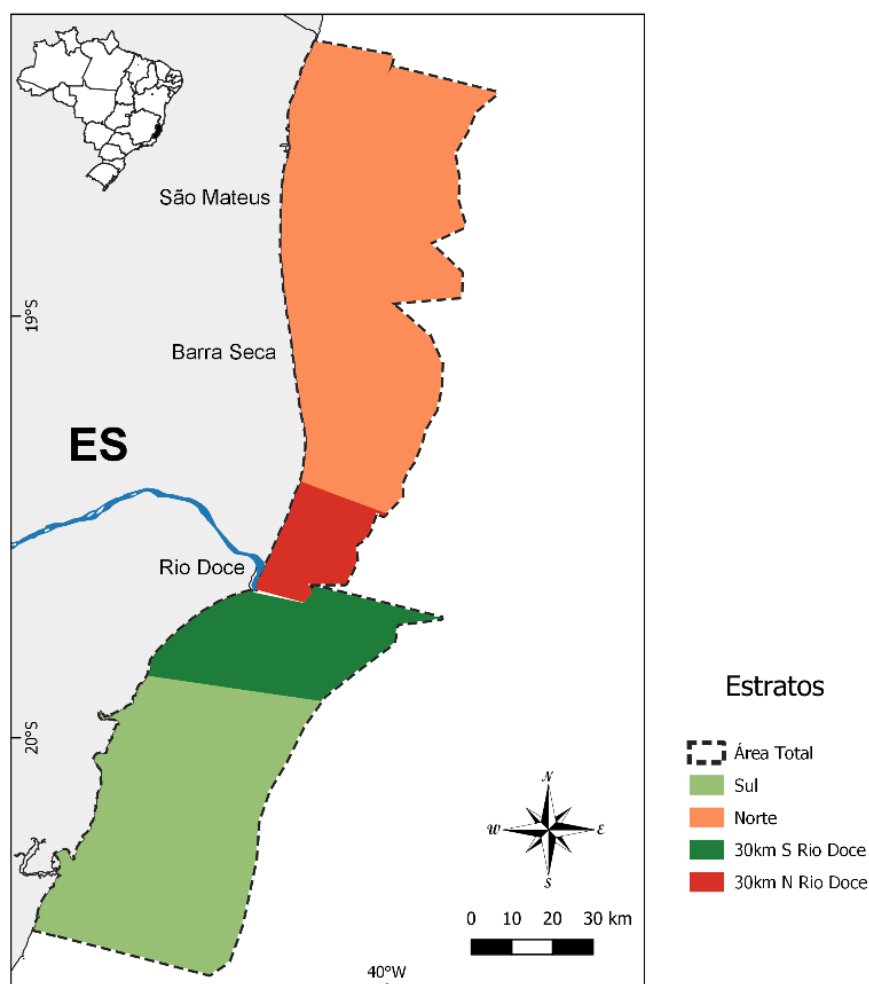 São Mateus
19°S
Barra Seca
ES
Rio Doce
20°S
40°W
N
W
E
S
0 10 20 30 km
Estratos
Área Total
Sul
Norte
30km S Rio Doce
30km N Rio Doce